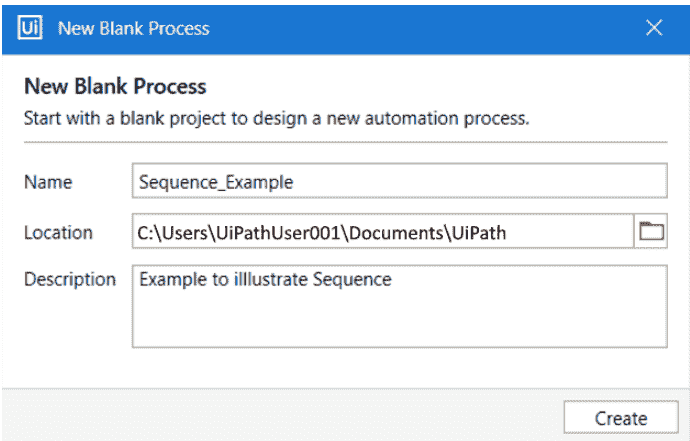 Ui New Blank Process
New Blank Process
Start with a blank project to design a new automation process.
Name Sequence_Example
Location C:\Users\UiPathUser001\Documents\UiPath
Description Example to illlustrate Sequence
Create